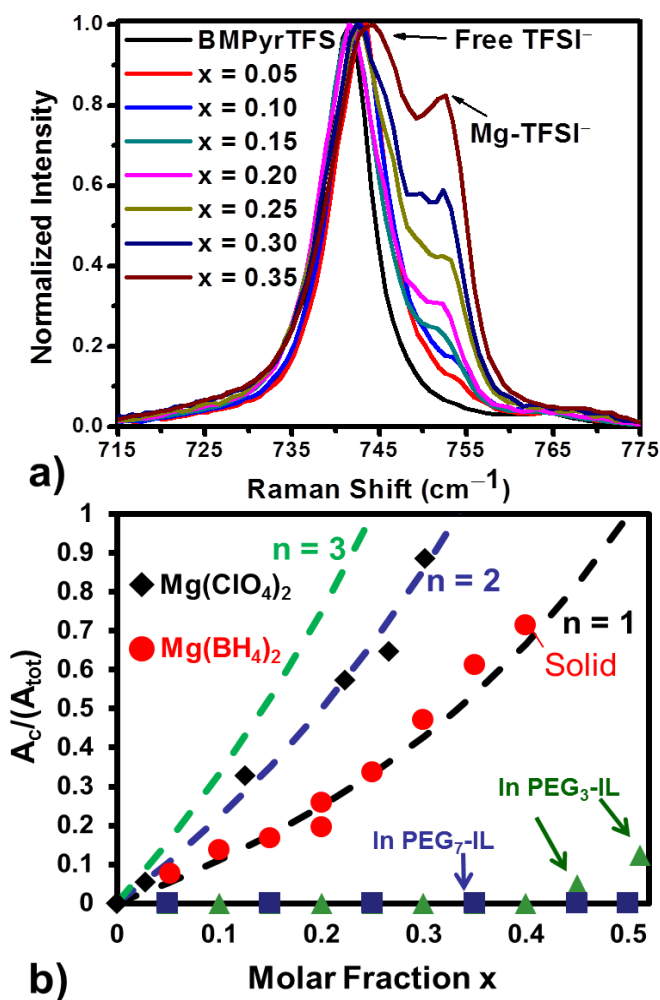 1.0
0.8
0.6
0.4
0.2
0.0
Normalized Intensity
BMPyrTFS
x = 0.05
x = 0.10
x = 0.15
x = 0.20
x = 0.25
x = 0.30
x = 0.35
Free TFSI⁻
Mg-TFSI⁻
715 725 735 745 755 765 775
Raman Shift (cm⁻¹)
a)
1
0.9
0.8
0.7
0.6
0.5
0.4
0.3
0.2
0.1
0
A_c/(A_tot)
n = 3
n = 2
n = 1
Mg(ClO₄)₂
Mg(BH₄)₂
Solid
In PEG₃-IL
In PEG₇-IL
0 0.1 0.2 0.3 0.4 0.5
Molar Fraction x
b)